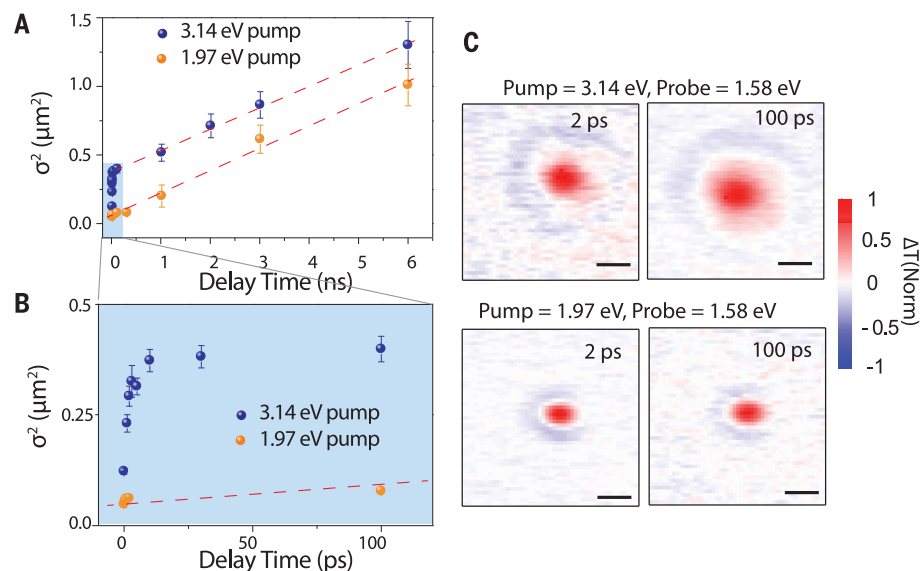 A
3.14 eV pump
1.97 eV pump
1.5
1.0
0.5
0.0
σ² (μm²)
0 1 2 3 4 5 6
Delay Time (ns)
B
0.5
0.25
0.0
σ² (μm²)
3.14 eV pump
1.97 eV pump
0 50 100
Delay Time (ps)
C
Pump = 3.14 eV, Probe = 1.58 eV
2 ps
100 ps
Pump = 1.97 eV, Probe = 1.58 eV
2 ps
100 ps
1
0.5
0
- 0.5
-1
ΔT(Norm)